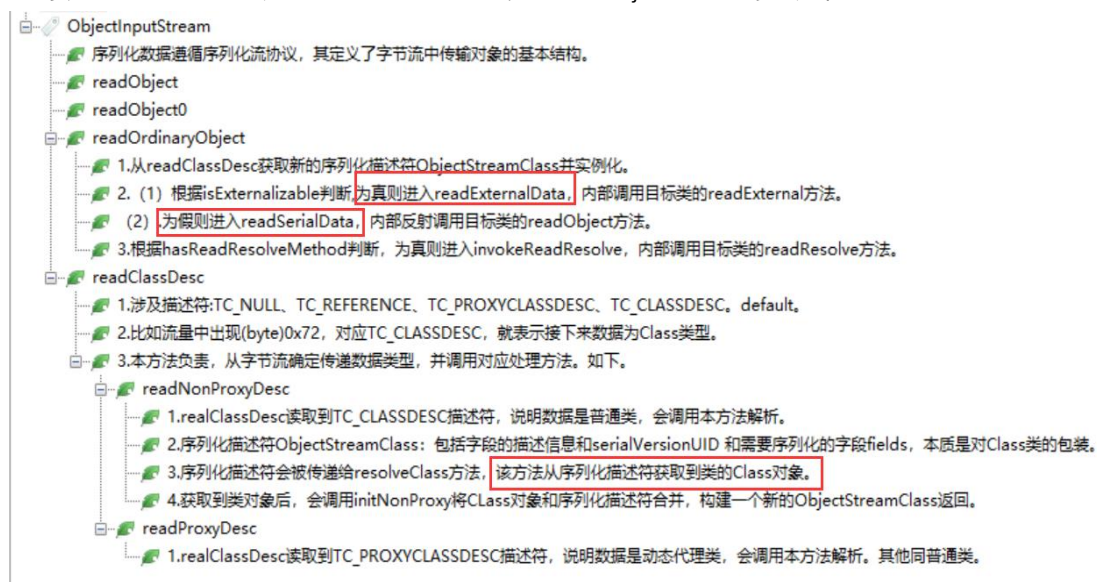 ObjectInputStream
序列化数据遵循序列化流协议，其定义了字节流中传输对象的基本结构。
readObject
readObject0
readOrdinaryObject
1.从readClassDesc获取新的序列化描述符ObjectStreamClass并实例化。
2.（1）根据isExternalizable判断,为真则进入readExternalData，内部调用目标类的readExternal方法。
（2）.为假则进入readSerialData，内部反射调用目标类的readObject方法。
3.根据hasReadResolveMethod判断，为真则进入invokeReadResolve，内部调用目标类的readResolve方法。
readClassDesc
1.涉及描述符:TC_NULL、TC_REFERENCE、TC_PROXYCLASSDESC、TC_CLASSDESC。default。
2.比如流量中出现(byte)0x72，对应TC_CLASSDESC，就表示接下来数据为Class类型。
3.本方法负责，从字节流确定传递数据类型，并调用对应处理方法。如下。
readNonProxyDesc
1.realClassDesc读取到TC_CLASSDESC描述符，说明数据是普通类，会调用本方法解析。
2.序列化描述符ObjectStreamClass：包括字段的描述信息和serialVersionUID 和需要序列化的字段fields，本质是对Class类的包装。
3.序列化描述符会被传递给resolveClass方法，该方法从序列化描述符获取到类的Class对象。
4.获取到类对象后，会调用initNonProxy将CLass对象和序列化描述符合并，构建一个新的ObjectStreamClass返回。
readProxyDesc
1.realClassDesc读取到TC_PROXYCLASSDESC描述符，说明数据是动态代理类，会调用本方法解析。其他同普通类。